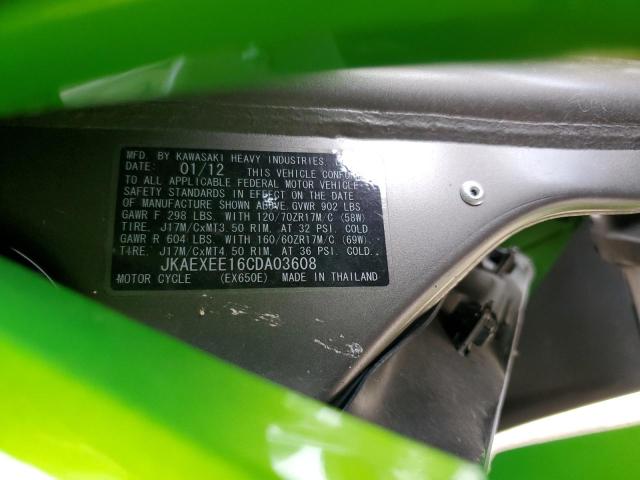 MFD. BY KAWASAKI HEAVY INDUSTRIES
DATE: 01/12 THIS VEHICLE CONFO
TO ALL APPLICABLE FEDERAL MOTOR VEHICLE
SAFETY STANDARDS IN EFFECT ON THE DATE
OF MANUFACTURE SHOWN ABOVE. GVWR 902 LBS
GAWR F 298 LBS. WITH 120/70ZR17M/C (58W)
TIRE, J17M/CxMT3.50 RIM, AT 32 PSI. COLD
GAWR R 604 LBS. WITH 160/60ZR17M/C (69W)
TIRE, J17M/CxMT4.50 RIM, AT 36 PSI. COLD.
JKAEXEE16CDA03608
MOTOR CYCLE (EX650E) MADE IN THAILAND